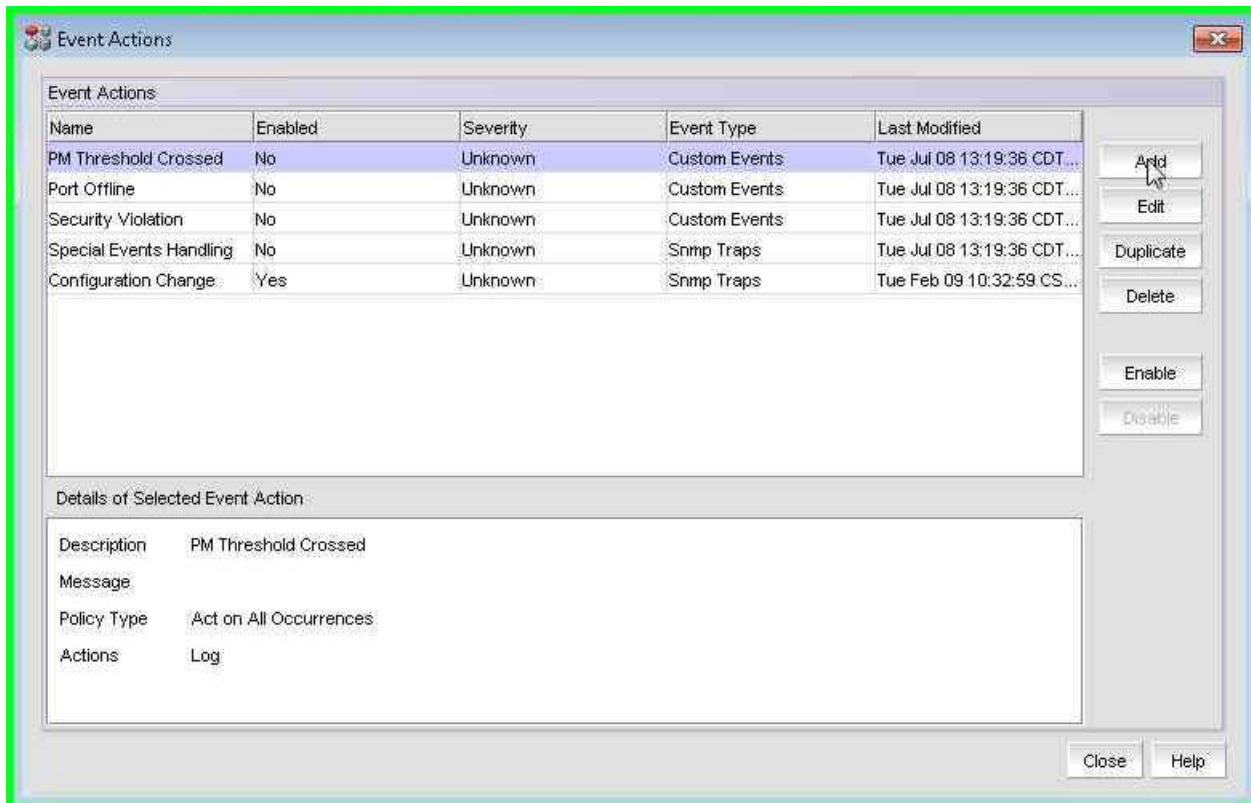 Event Actions
Event Actions
Name Enabled Severity Event Type Last Modified
PM Threshold Crossed No Unknown Custom Events Tue Jul 08 13:19:36 CDT...
Port Offline No Unknown Custom Events Tue Jul 08 13:19:36 CDT...
Security Violation No Unknown Custom Events Tue Jul 08 13:19:36 CDT...
Special Events Handling No Unknown Snmp Traps Tue Jul 08 13:19:36 CDT...
Configuration Change Yes Unknown Snmp Traps Tue Feb 09 10:32:59 CS...
Add
Edit
Duplicate
Delete
Enable
Disable
Details of Selected Event Action
Description PM Threshold Crossed
Message
Policy Type Act on All Occurrences
Actions Log
Close Help